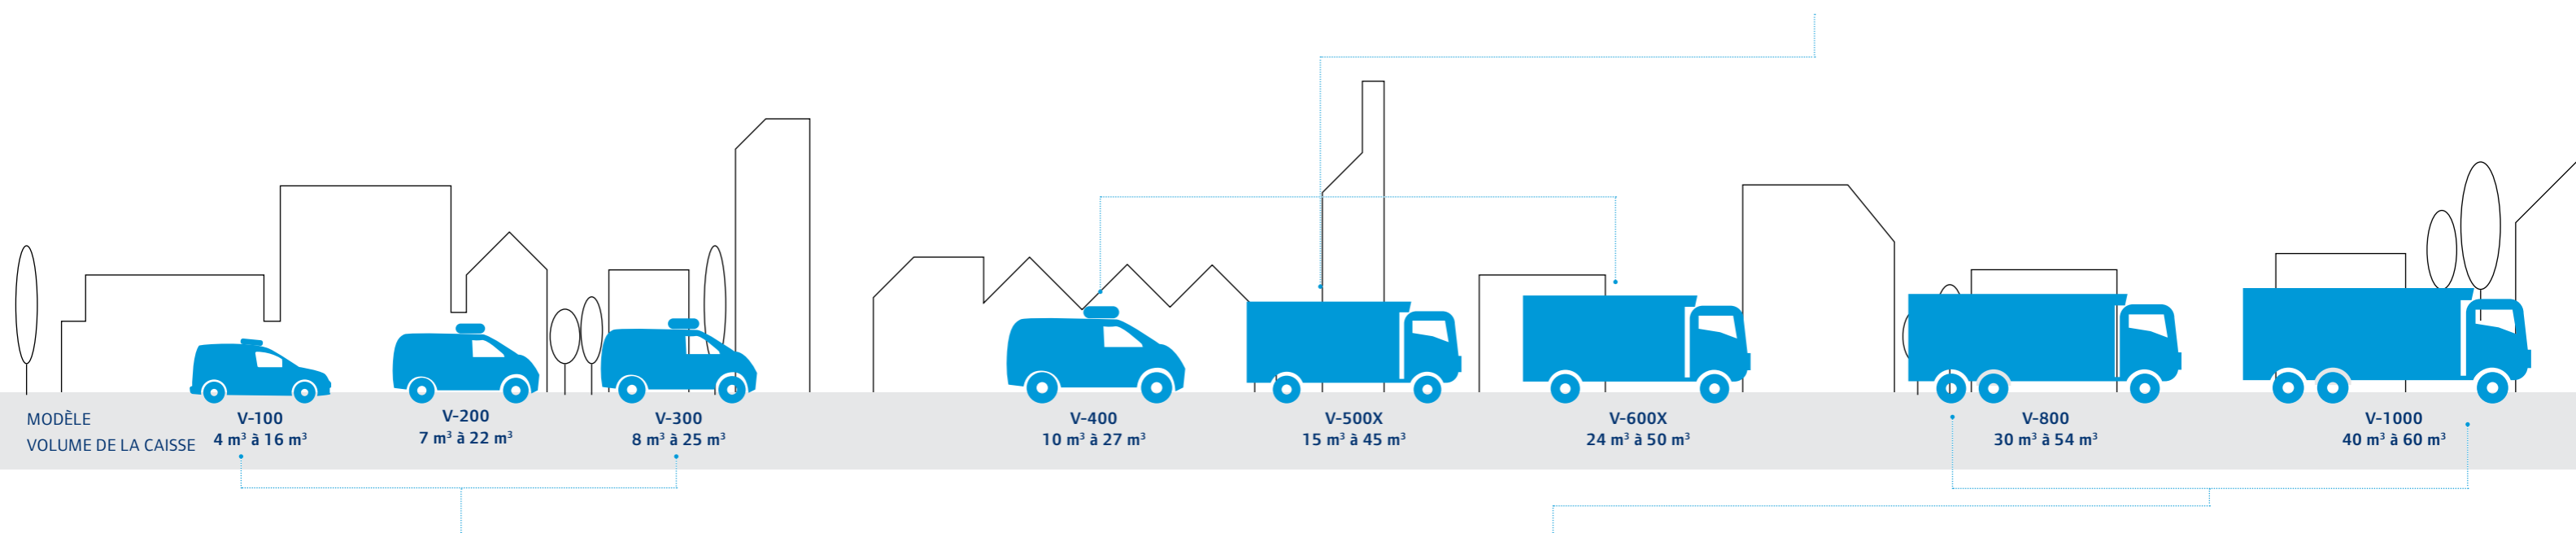 MODÈLE
VOLUME DE LA CAISSE
V-100
4 m³ à 16 m³
V-200
7 m³ à 22 m³
V-300
8 m³ à 25 m³
V-400
10 m³ à 27 m³
V-500X
15 m³ à 45 m³
V-600X
24 m³ à 50 m³
V-800
30 m³ à 54 m³
V-1000
40 m³ à 60 m³